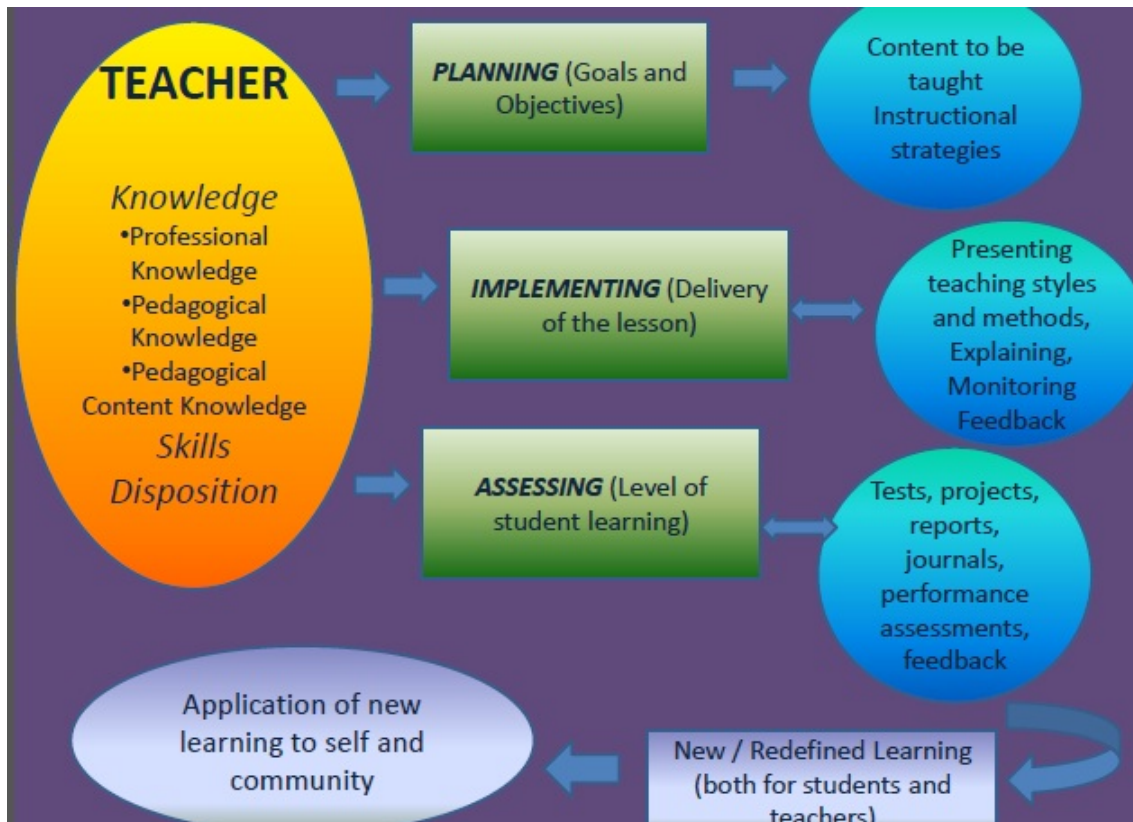 TEACHER
Knowledge
•Professional
Knowledge
•Pedagogical
Knowledge
•Pedagogical
Content Knowledge
Skills
Disposition
PLANNING (Goals and
Objectives)
Content to be
taught
Instructional
strategies
IMPLEMENTING (Delivery
of the lesson)
Presenting
teaching styles
and methods,
Explaining,
Monitoring
Feedback
ASSESSING (Level of
student learning)
Tests, projects,
reports,
journals,
performance
assessments,
feedback
New / Redefined Learning
(both for students and
teachers)
Application of new
learning to self and
community